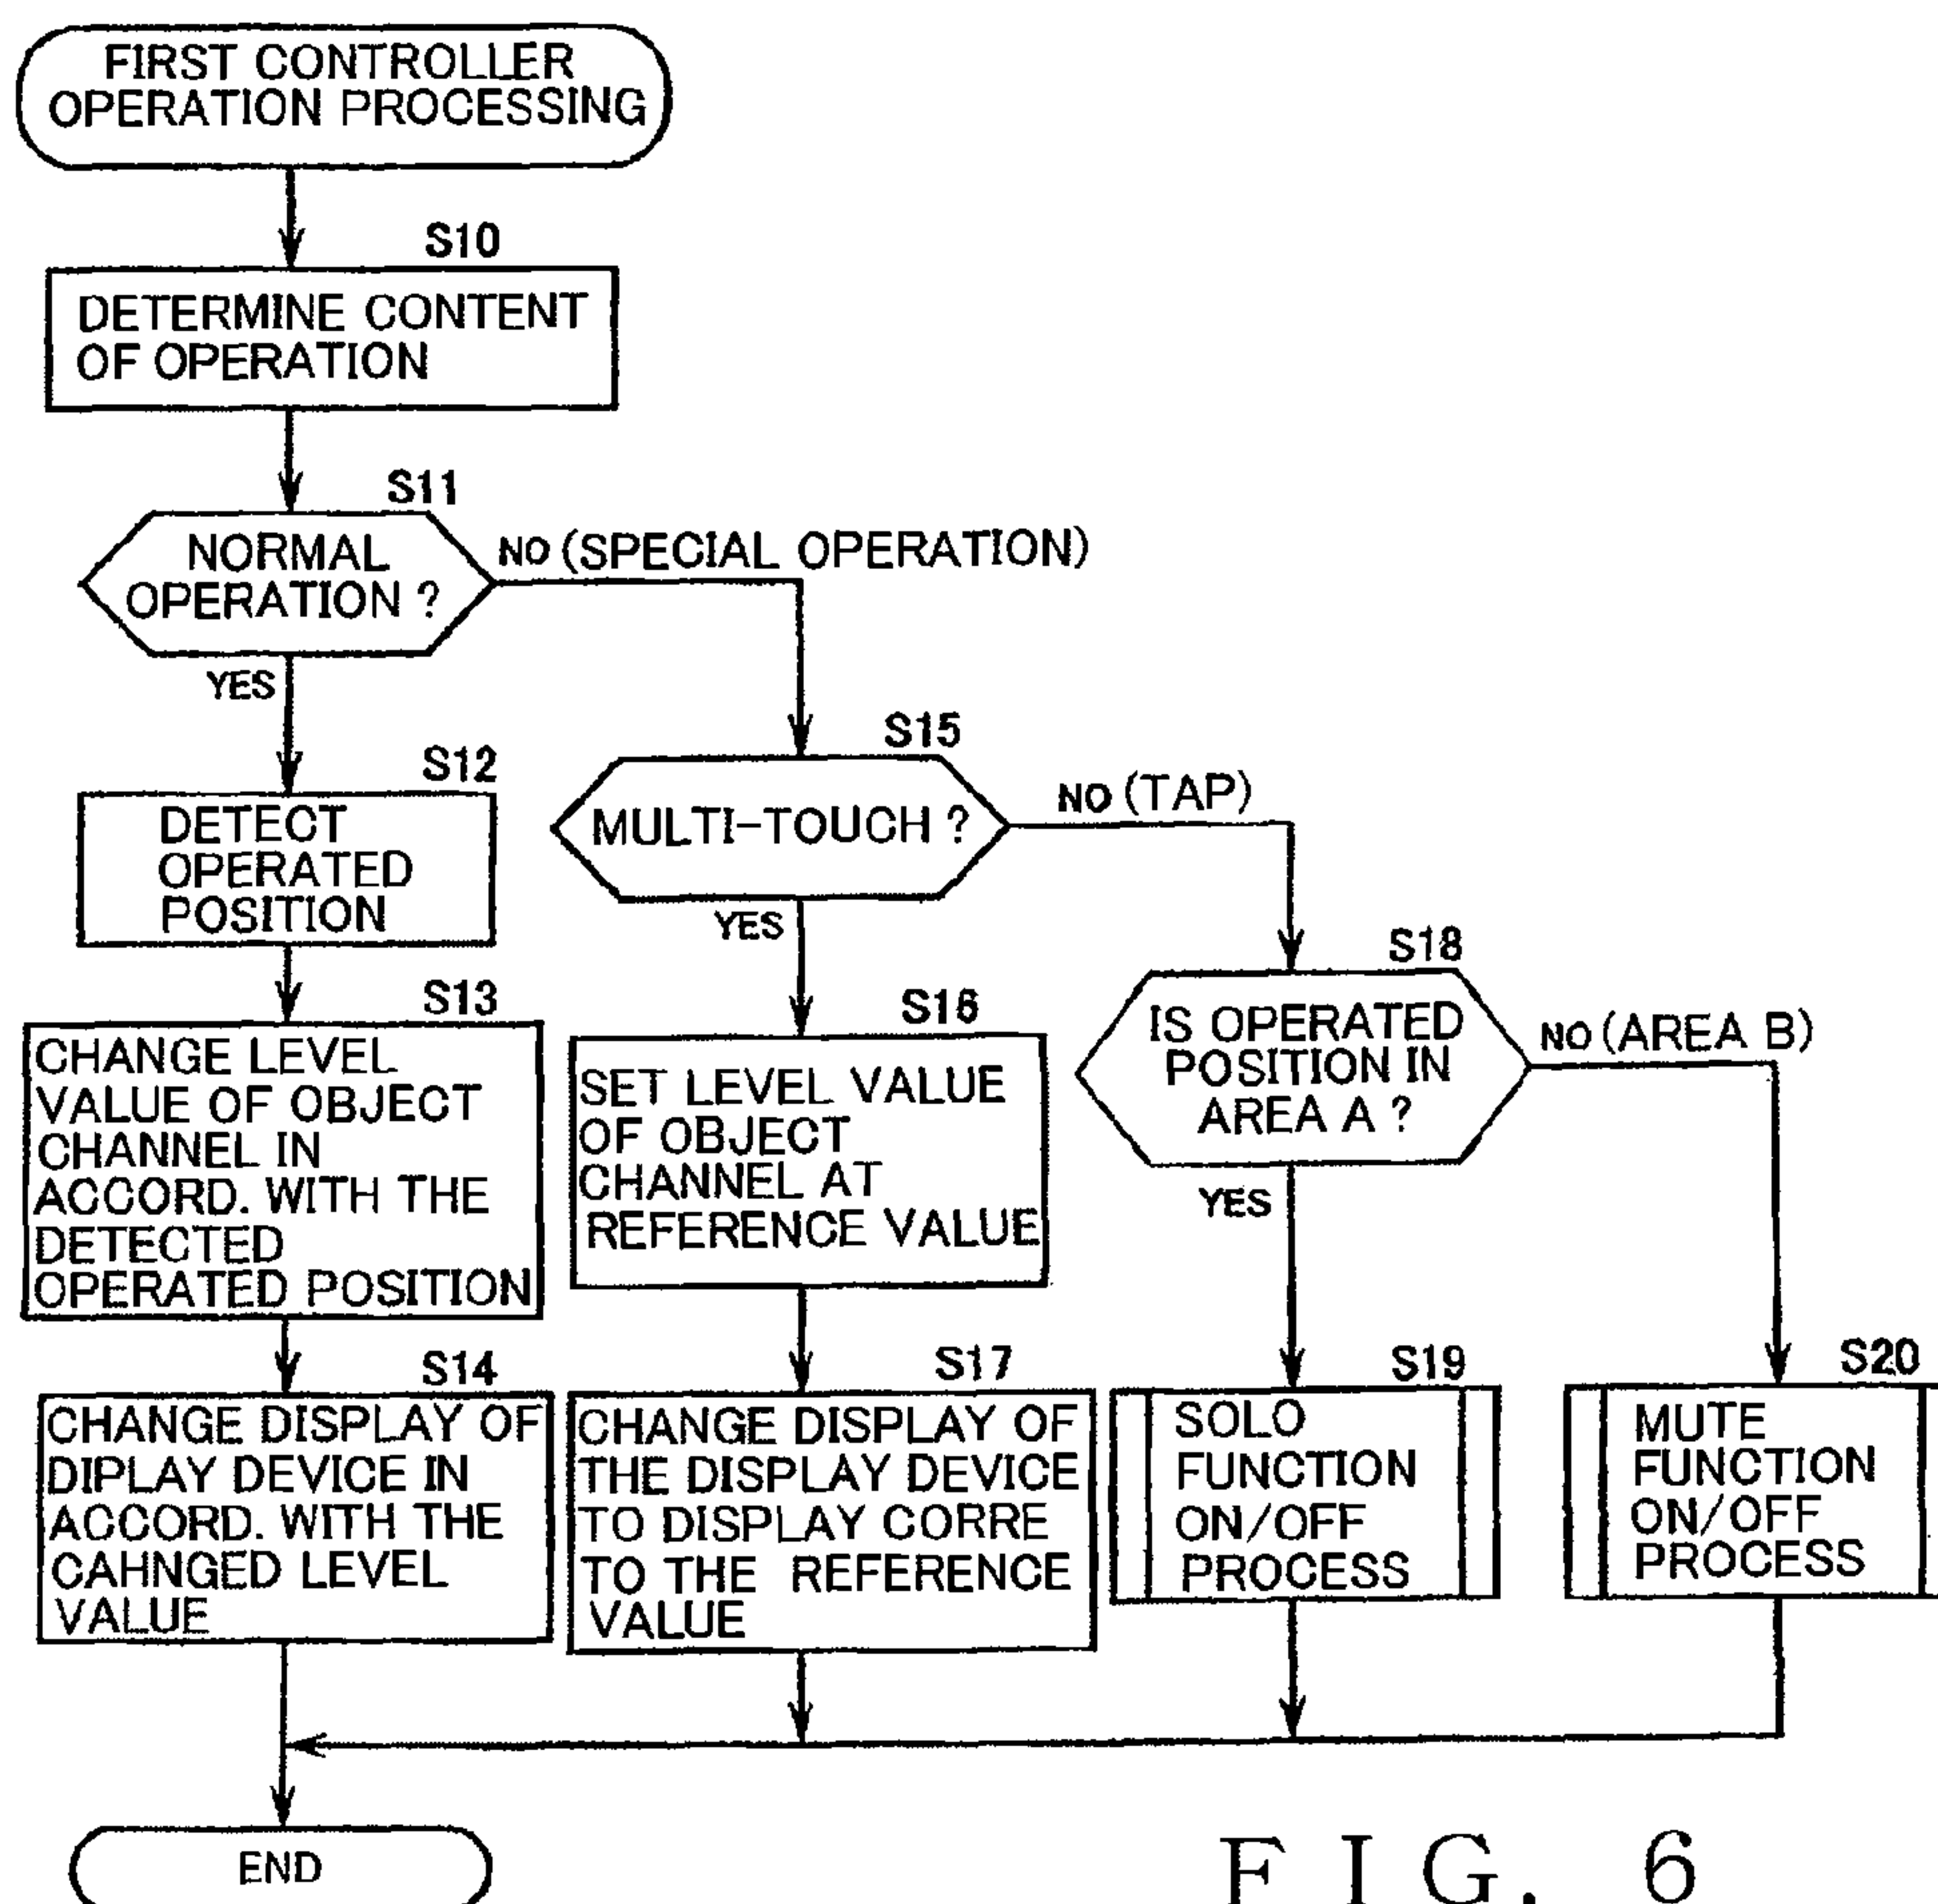 FIRST CONTROLLER
OPERATION PROCESSING
S10
DETERMINE CONTENT
OF OPERATION
S11
NORMAL
OPERATION ?
NO (SPECIAL OPERATION)
YES
S12
DETECT
OPERATED
POSITION
S13
CHANGE LEVEL
VALUE OF OBJECT
CHANNEL IN
ACCORD. WITH THE
DETECTED
OPERATED POSITION
S14
CHANGE DISPLAY OF
DIPLAY DEVICE IN
ACCORD. WITH THE
CAHNGED LEVEL
VALUE
S15
MULTI-TOUCH ?
NO (TAP)
YES
S16
SET LEVEL VALUE
OF OBJECT
CHANNEL AT
REFERENCE VALUE
S17
CHANGE DISPLAY OF
THE DISPLAY DEVICE
TO DISPLAY CORRE
TO THE REFERENCE
VALUE
S18
IS OPERATED
POSITION IN
AREA A ?
NO (AREA B)
YES
S19
SOLO
FUNCTION
ON/OFF
PROCESS
S20
MUTE
FUNCTION
ON/OFF
PROCESS
END
FIG. 6